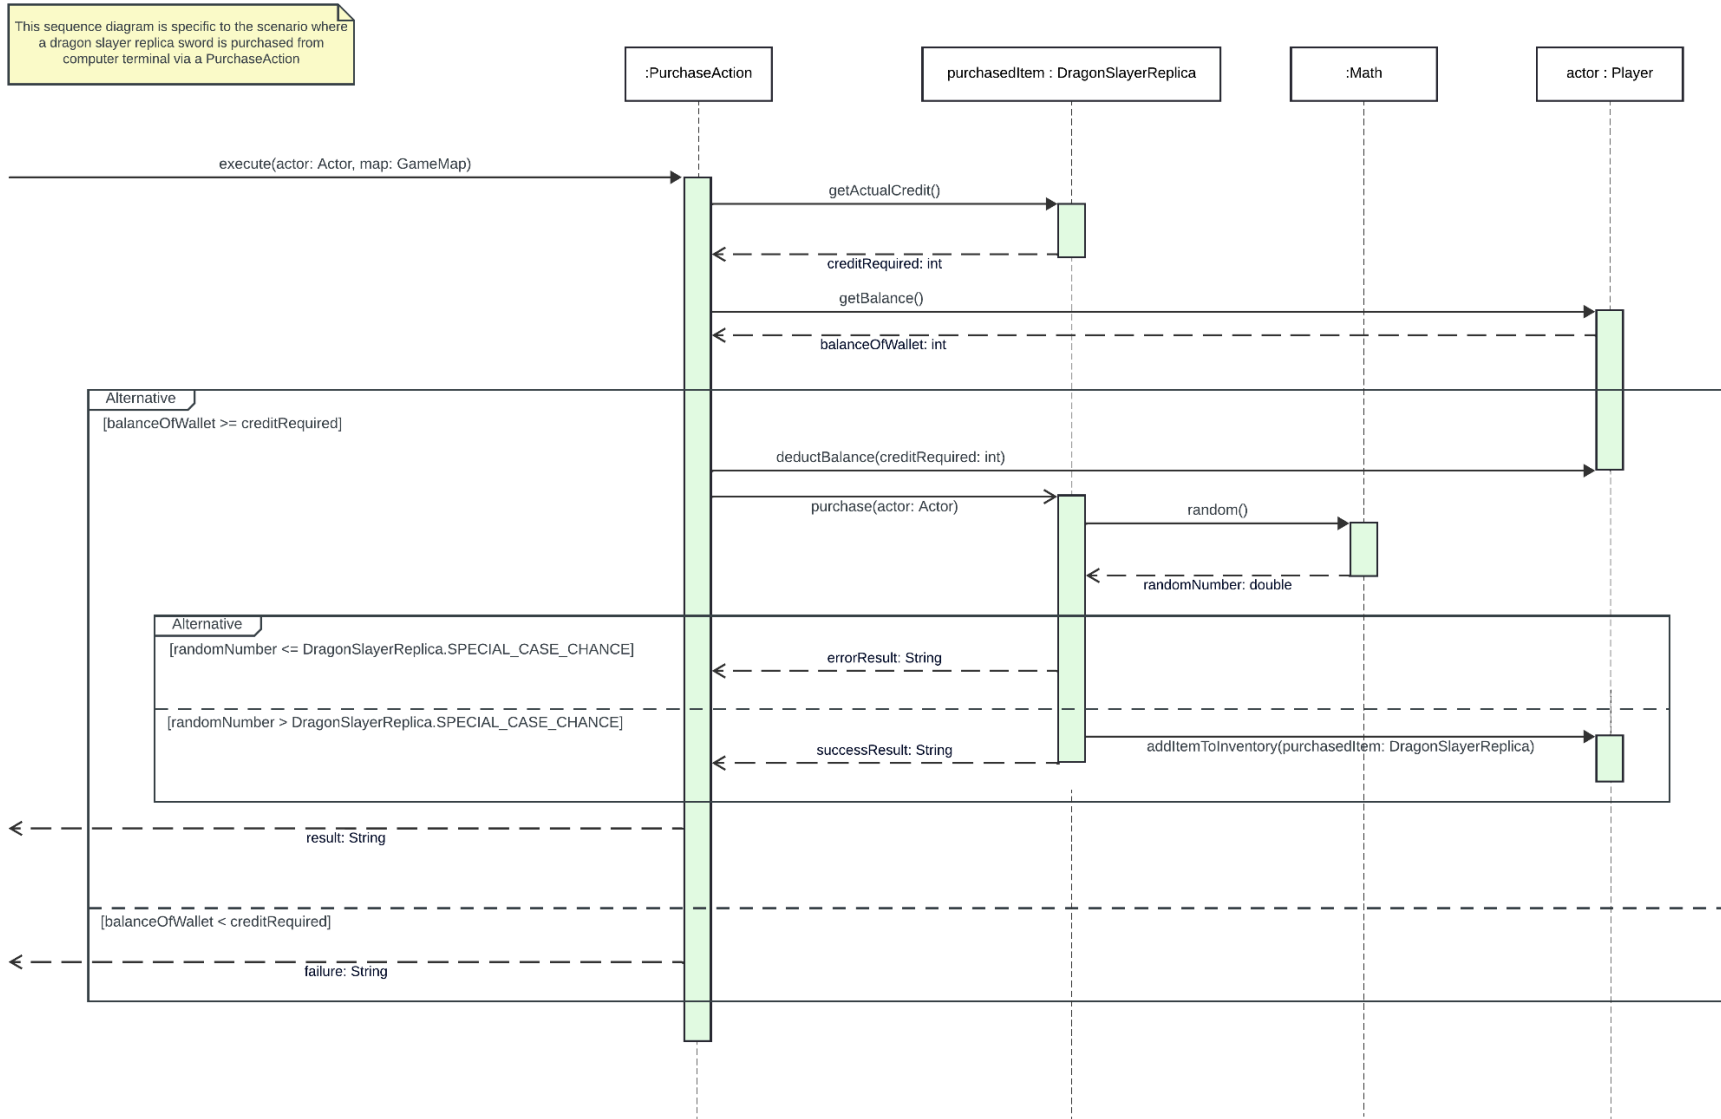 This sequence diagram is specific to the scenario where
a dragon slayer replica sword is purchased from
computer terminal via a PurchaseAction
:PurchaseAction
purchasedItem : DragonSlayerReplica
:Math
actor : Player
execute(actor: Actor, map: GameMap)
getActualCredit()
creditRequired: int
getBalance()
balanceOfWallet: int
Alternative
[balanceOfWallet >= creditRequired]
deductBalance(creditRequired: int)
purchase(actor: Actor)
random()
randomNumber: double
Alternative
[randomNumber <= DragonSlayerReplica.SPECIAL_CASE_CHANCE]
errorResult: String
[randomNumber > DragonSlayerReplica.SPECIAL_CASE_CHANCE]
addItemToInventory(purchasedItem: DragonSlayerReplica)
successResult: String
result: String
[balanceOfWallet < creditRequired]
failure: String